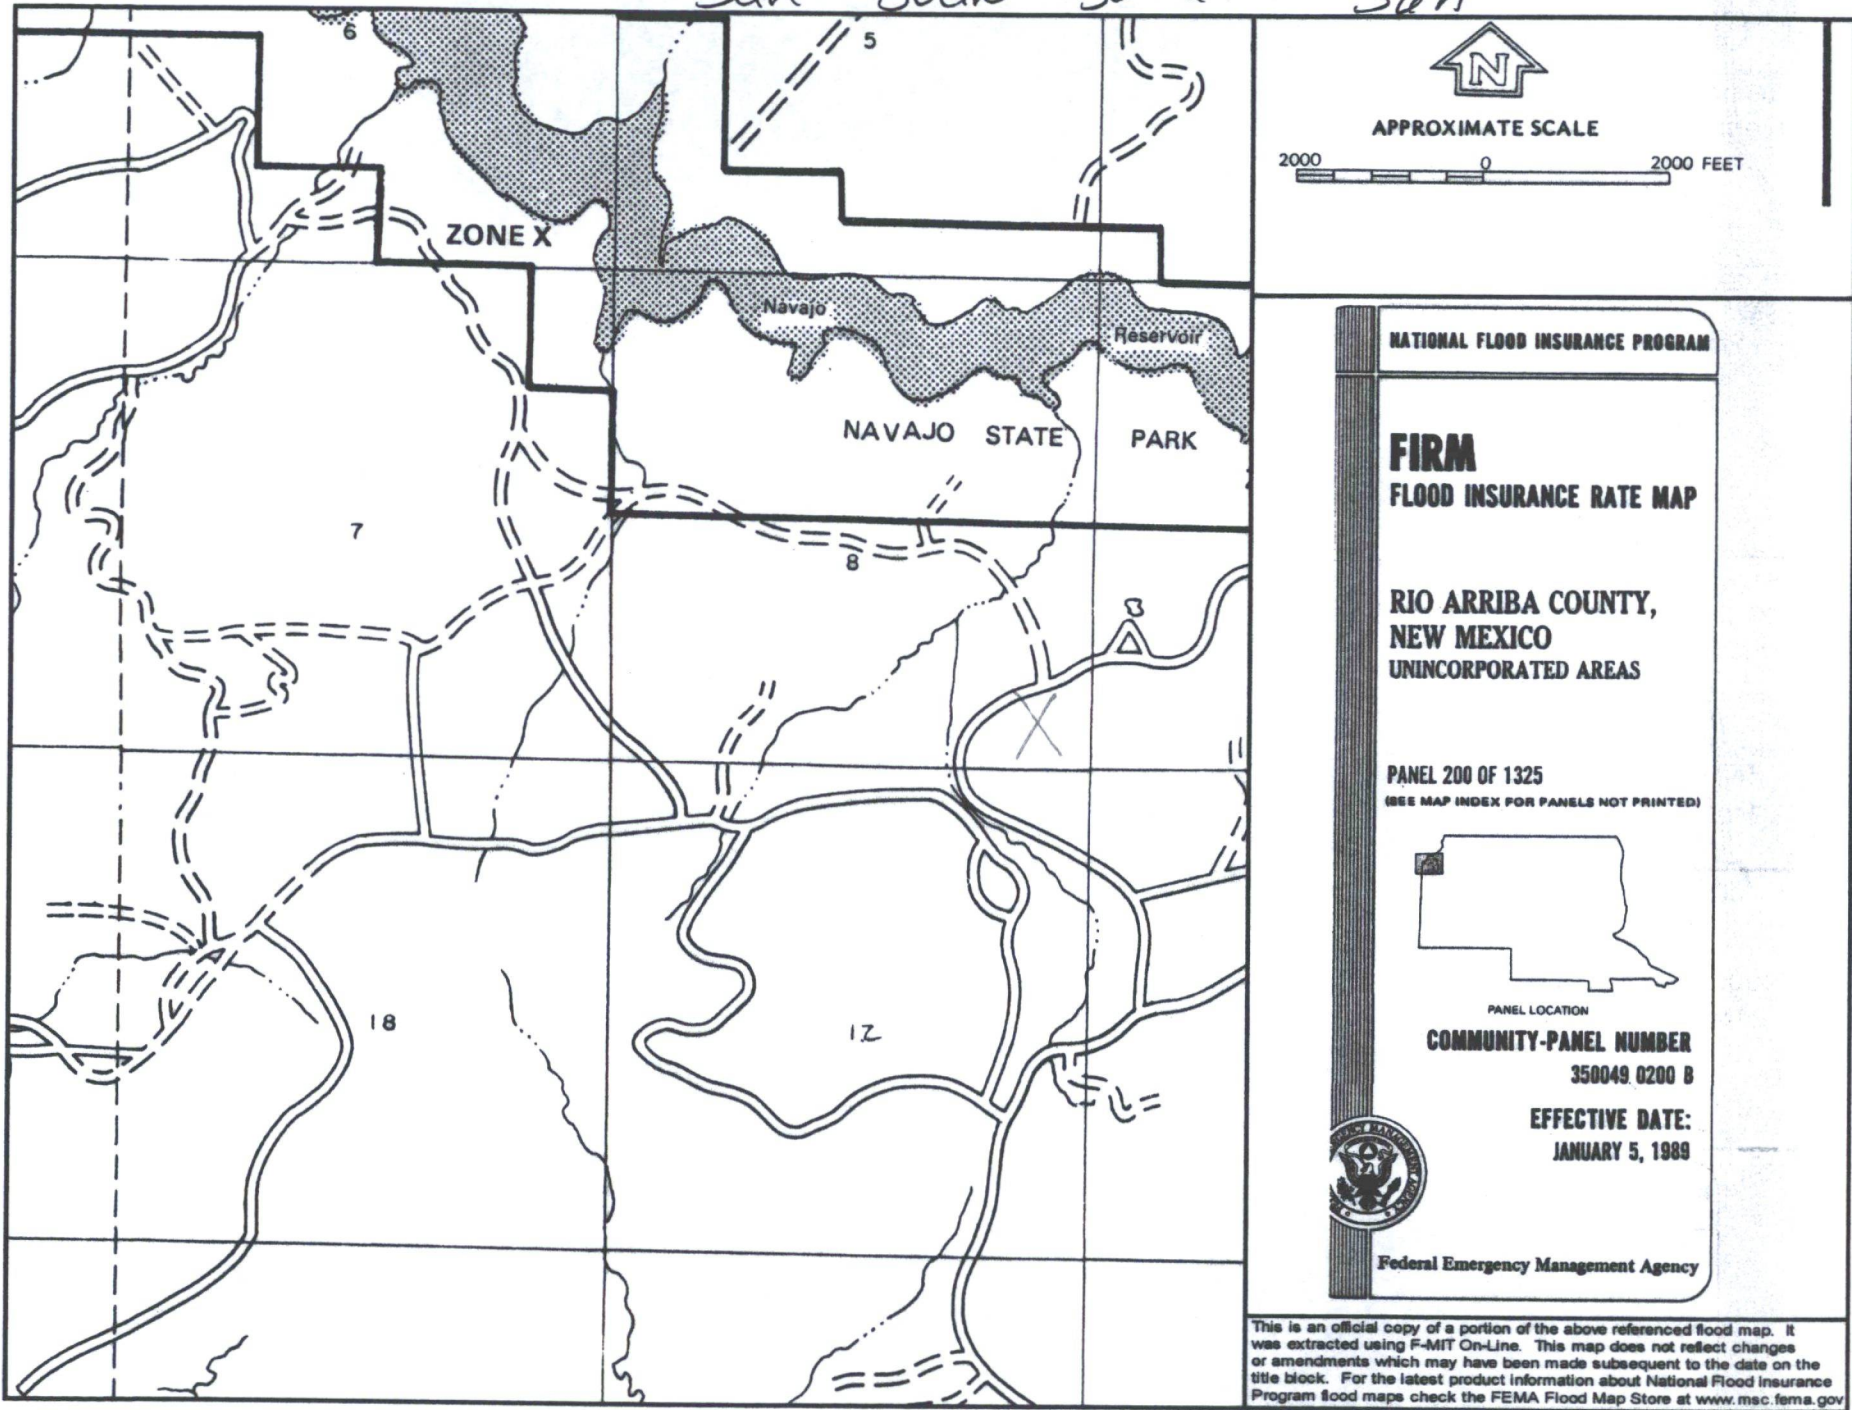 6
5
ZONE X
Navajo
Reservoir
NAVAJO STATE PARK
7
8
18
N
APPROXIMATE SCALE
2000 0 2000 FEET
NATIONAL FLOOD INSURANCE PROGRAM
FIRM
FLOOD INSURANCE RATE MAP
RIO ARRIBA COUNTY,
NEW MEXICO
UNINCORPORATED AREAS
PANEL 200 OF 1325
(SEE MAP INDEX FOR PANELS NOT PRINTED)
PANEL LOCATION
COMMUNITY-PANEL NUMBER
350049 0200 B
EFFECTIVE DATE:
JANUARY 5, 1989
Federal Emergency Management Agency
This is an official copy of a portion of the above referenced flood map. It
was extracted using F-MIT On-Line. This map does not reflect changes
or amendments which may have been made subsequent to the date on the
title block. For the latest product information about National Flood Insurance
Program flood maps check the FEMA Flood Map Store at www.msc.fema.gov